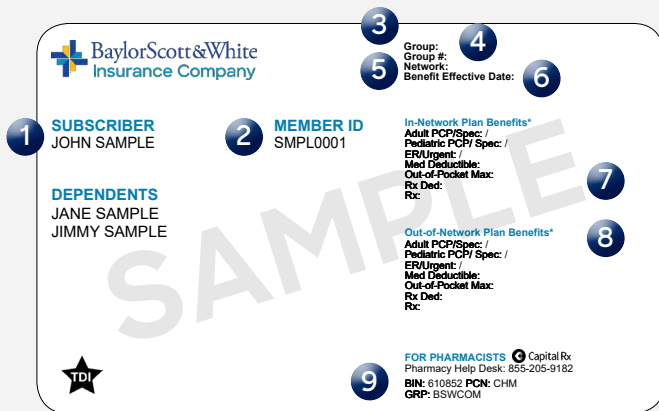 BaylorScott&White
Insurance Company
3
4
Group:
Group #:
5
Network:
Benefit Effective Date:
6
1
SUBSCRIBER
JOHN SAMPLE
2
MEMBER ID
SMPL0001
DEPENDENTS
JANE SAMPLE
JIMMY SAMPLE
In-Network Plan Benefits*
Adult PCP/Spec: /
Pediatric PCP/ Spec: /
ER/Urgent: /
Med Deductible:
Out-of-Pocket Max:
Rx Ded:
Rx:
7
Out-of-Network Plan Benefits*
8
Adult PCP/Spec: /
Pediatric PCP/ Spec: /
ER/Urgent: /
Med Deductible:
Out-of-Pocket Max:
Rx Ded:
Rx:
SAMPLE
TDI
9
FOR PHARMACISTS Capital Rx
Pharmacy Help Desk: 855-205-9182
BIN: 610852 PCN: CHM
GRP: BSWCOM